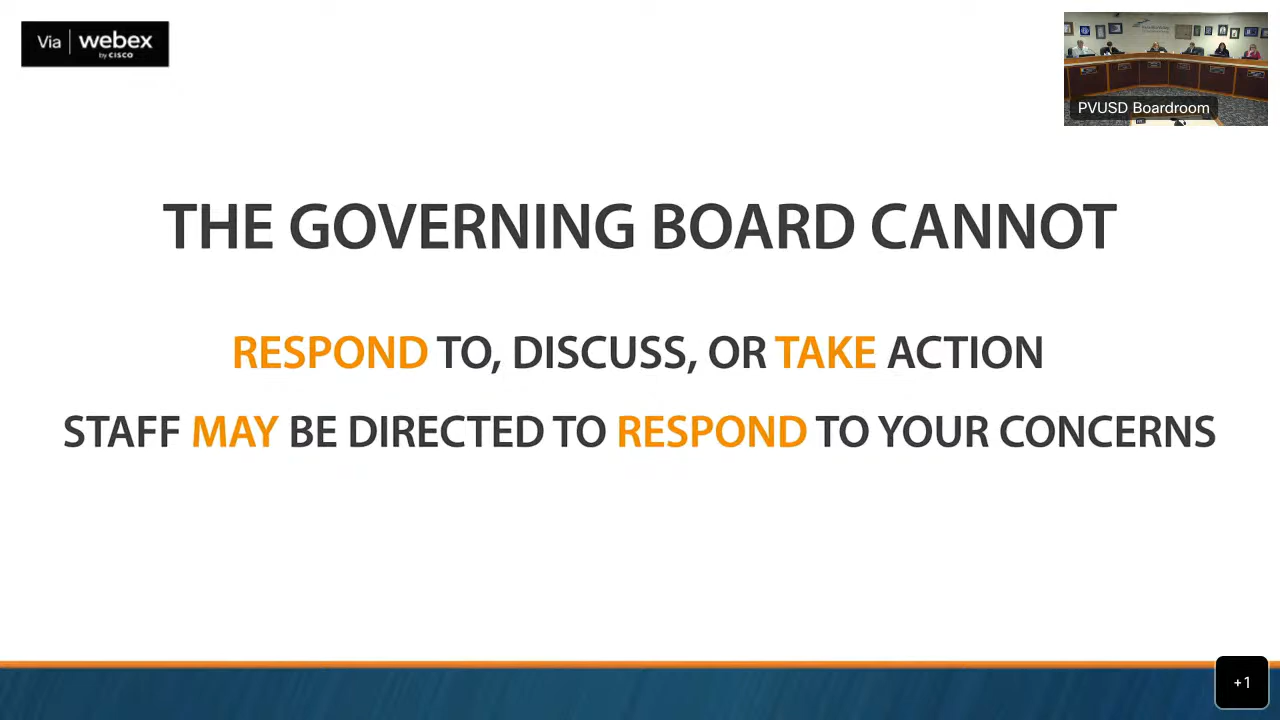 Via webex
by CISCO
PVUSD Boardroom
THE GOVERNING BOARD CANNOT
RESPOND TO, DISCUSS, OR TAKE ACTION
STAFF MAY BE DIRECTED TO RESPOND TO YOUR CONCERNS
+1